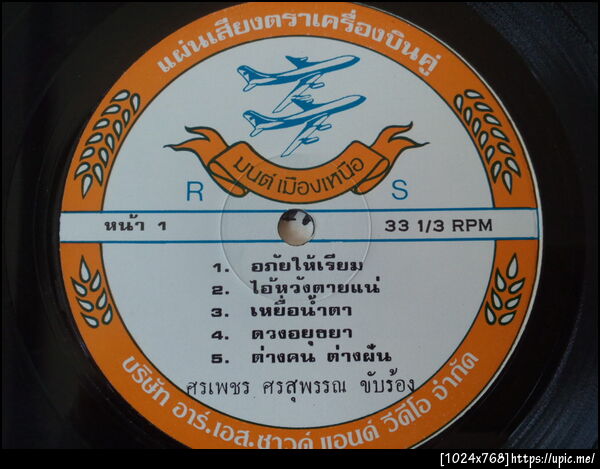 แผ่นเสียงตราเครื่องบินคู่
มนต์เมืองเหนือ
R S
หน้า 1 33 1/3 RPM
1. อภัยให้เรียม
2. ไอ้หวังตายแน่
3. เหยื่อน้ำตา
4. ดวงอยุธยา
5. ต่างคน ต่างฝัน
ศรเพชร ศรสุพรรณ ขับร้อง
บริษัท อาร์.เอส.ซาวด์ แอนด์ วีดีโอ จำกัด
[1024x768]https://upic.me/